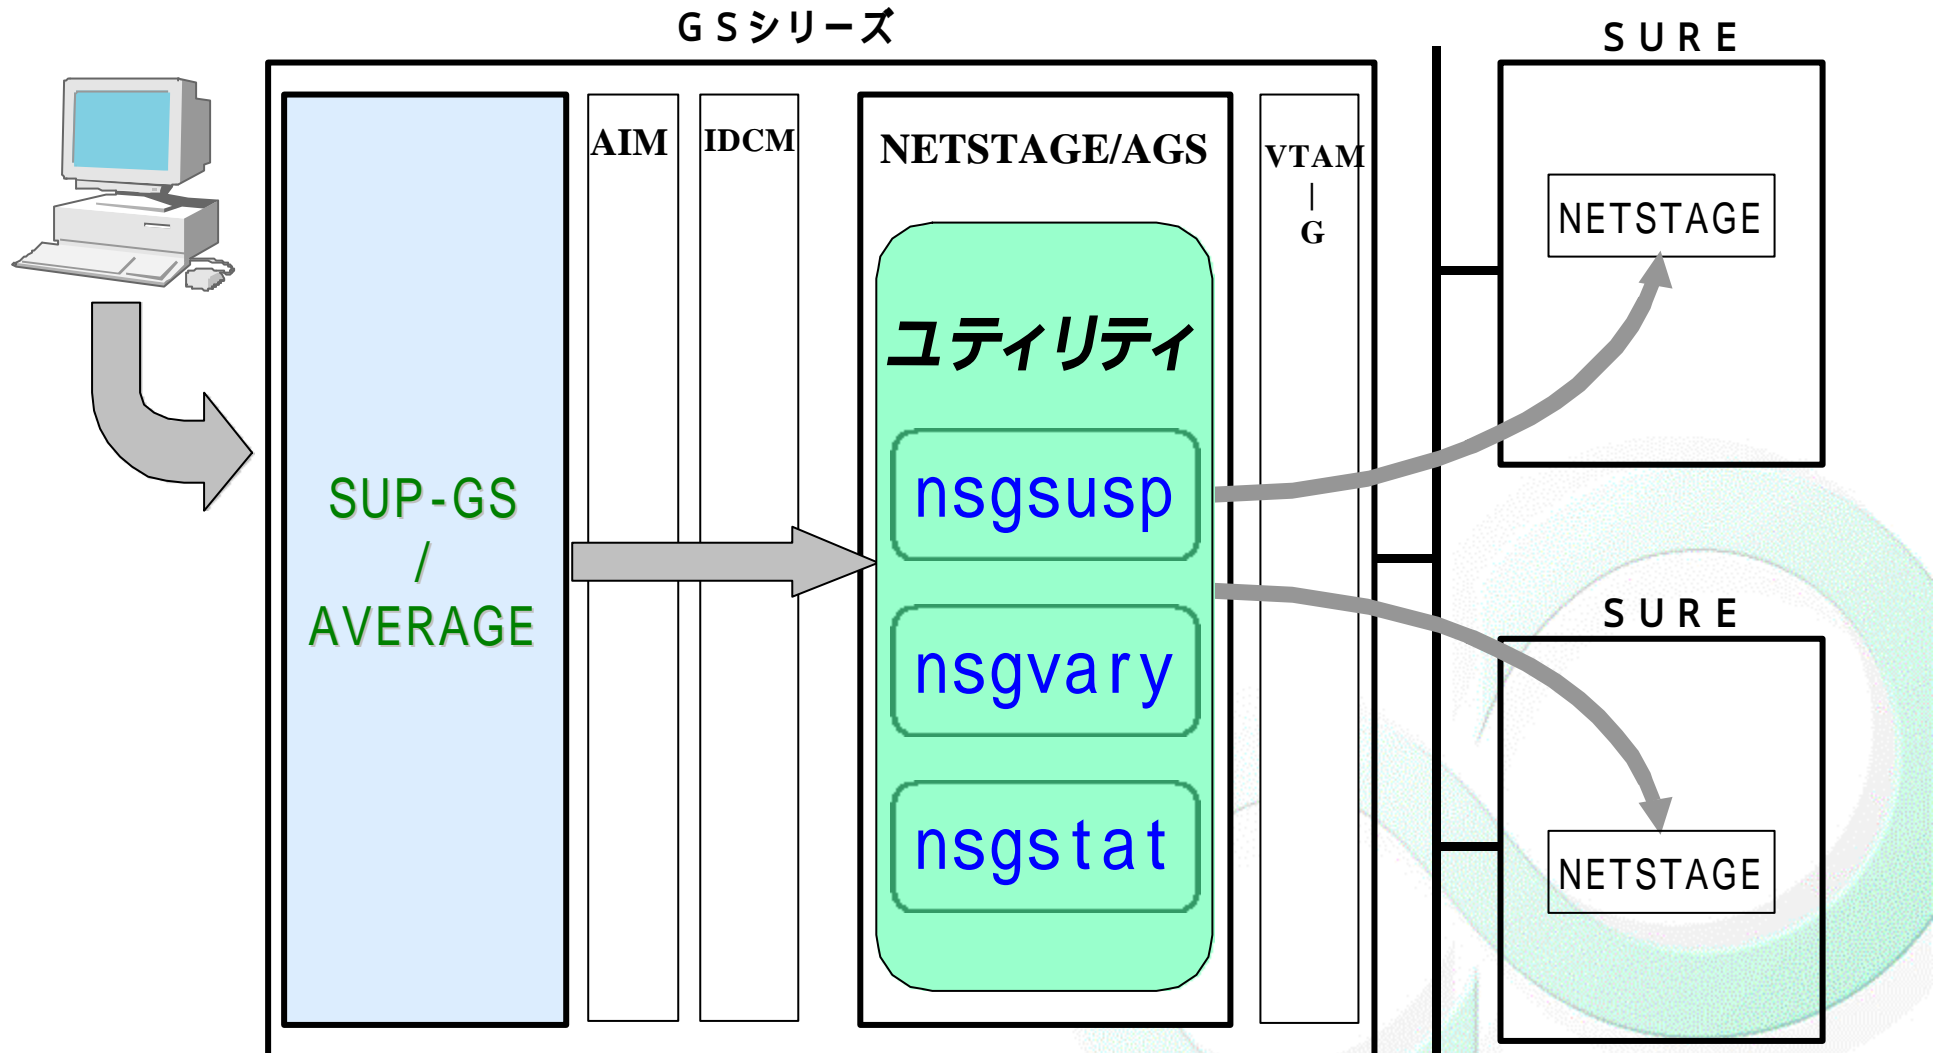 ＧＳシリーズ
ＳＵＲＥ
AIM
IDCM
NETSTAGE/AGS
VTAM
｜
G
NETSTAGE
ユティリティ
SUP-GS
/
AVERAGE
nsgsusp
nsgvary
nsgstat
ＳＵＲＥ
NETSTAGE